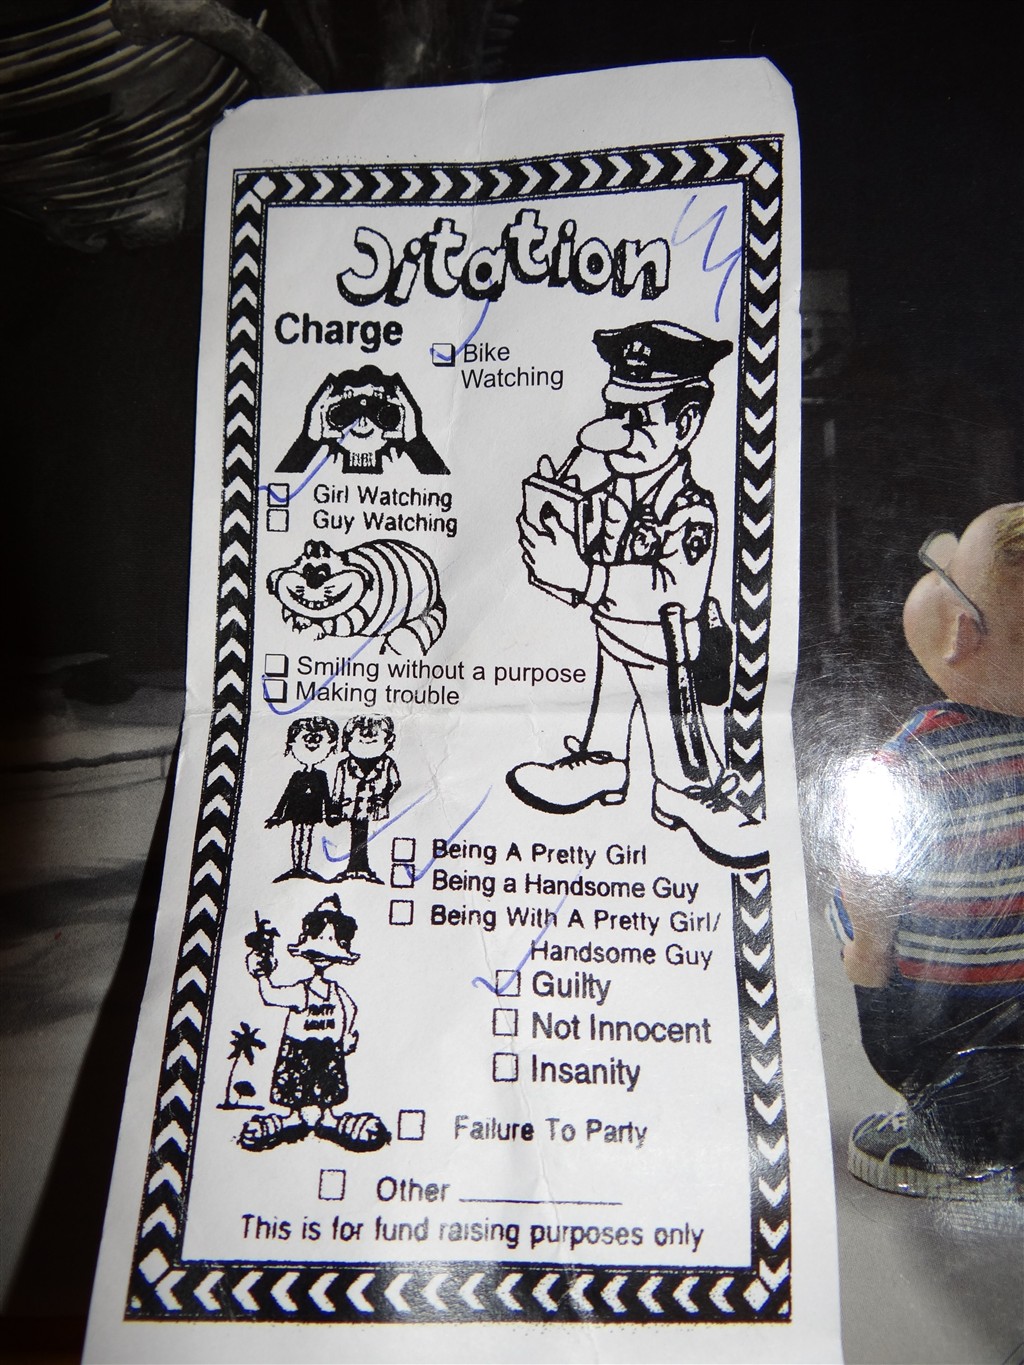 Citation
Charge
Bike
Watching
Girl Watching
Guy Watching
Smiling without a purpose
Making trouble
Being A Pretty Girl
Being a Handsome Guy
Being With A Pretty Girl/
Handsome Guy
Guilty
Not Innocent
Insanity
Failure To Party
Other
This is for fund raising purposes only